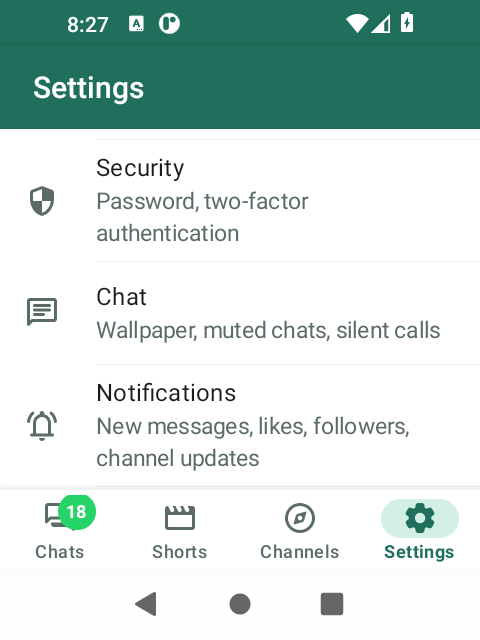 8:27
Settings
Security
Password, two-factor
authentication
Chat
Wallpaper, muted chats, silent calls
Notifications
New messages, likes, followers,
channel updates
18
Chats
Shorts
Channels
Settings